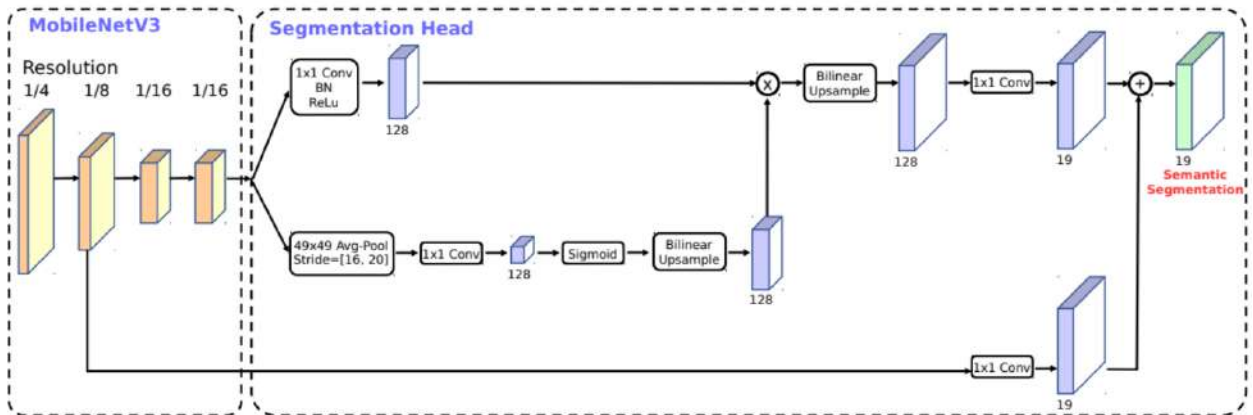 MobileNetV3
Segmentation Head
Resolution
1/4 1/8 1/16 1/16
1x1 Conv
BN
ReLu
128
X
Bilinear
Upsample
128
1x1 Conv
19
+
19
Semantic
Segmentation
49x49 Avg-Pool
Stride=[16, 20]
1x1 Conv
128
Sigmoid
Bilinear
Upsample
128
1x1 Conv
19